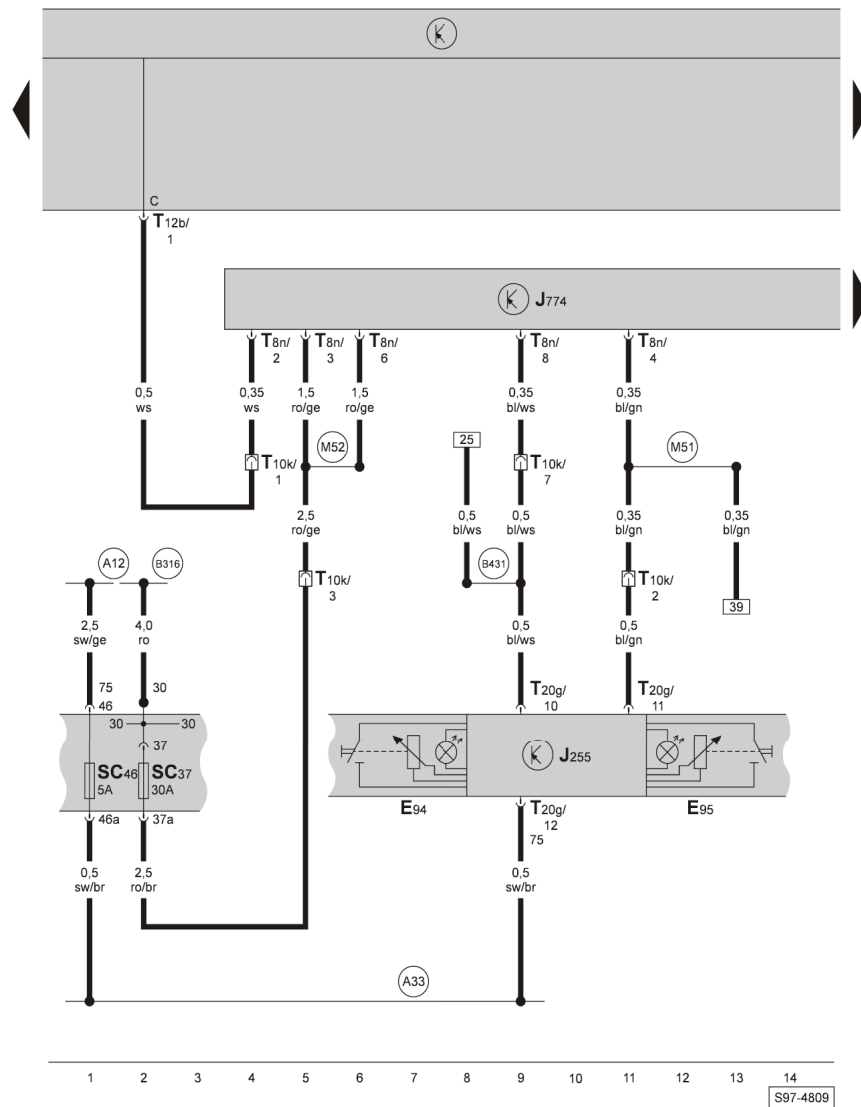 C
T12b/
1
J774
T8n/
2
T8n/
3
T8n/
6
T8n/
8
T8n/
4
0,5
ws
0,35
ws
1,5
ro/ge
1,5
ro/ge
0,35
bl/ws
0,35
bl/gn
25
M52
M51
T10k/
1
T10k/
7
2,5
ro/ge
0,5
bl/ws
0,5
bl/ws
0,35
bl/gn
0,35
bl/gn
A12
B316
T10k/
3
B431
T10k/
2
39
2,5
sw/ge
4,0
ro
0,5
bl/ws
0,5
bl/gn
75
46
30
T20g/
10
T20g/
11
30
30
37
SC46
5A
SC37
30A
J255
E94
E95
46a
37a
T20g/
12
75
0,5
sw/br
2,5
ro/br
0,5
sw/br
A33
1 2 3 4 5 6 7 8 9 10 11 12 13 14
S97-4809